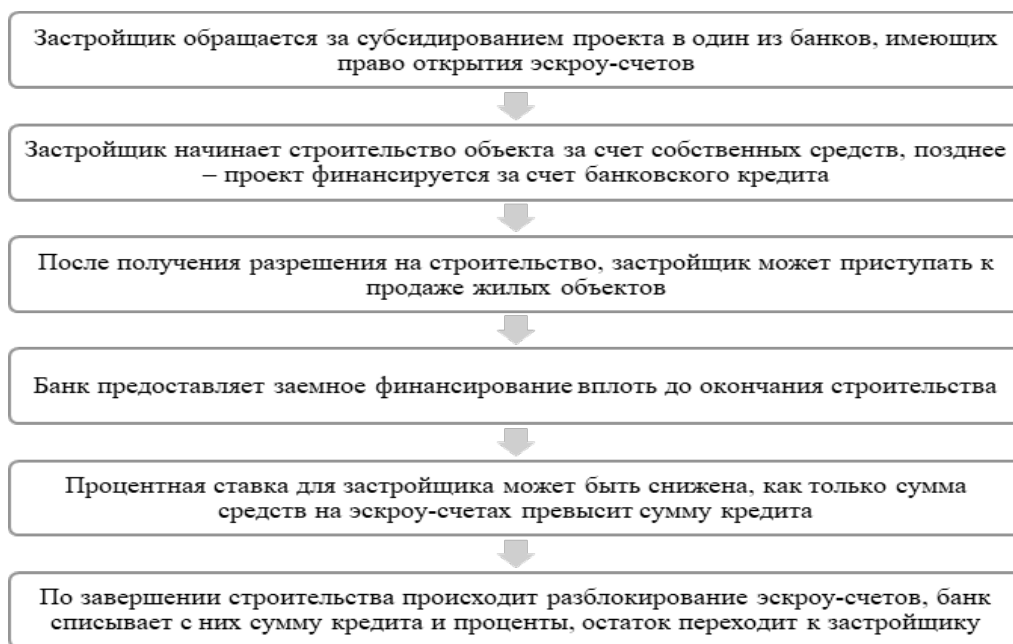 Застройщик обращается за субсидированием проекта в один из банков, имеющих
право открытия эскроу-счетов
Застройщик начинает строительство объекта за счет собственных средств, позднее
– проект финансируется за счет банковского кредита
После получения разрешения на строительство, застройщик может приступать к
продаже жилых объектов
Банк предоставляет заемное финансирование вплоть до окончания строительства
Процентная ставка для застройщика может быть снижена, как только сумма
средств на эскроу-счетах превысит сумму кредита
По завершении строительства происходит разблокирование эскроу-счетов, банк
списывает с них сумму кредита и проценты, остаток переходит к застройщику